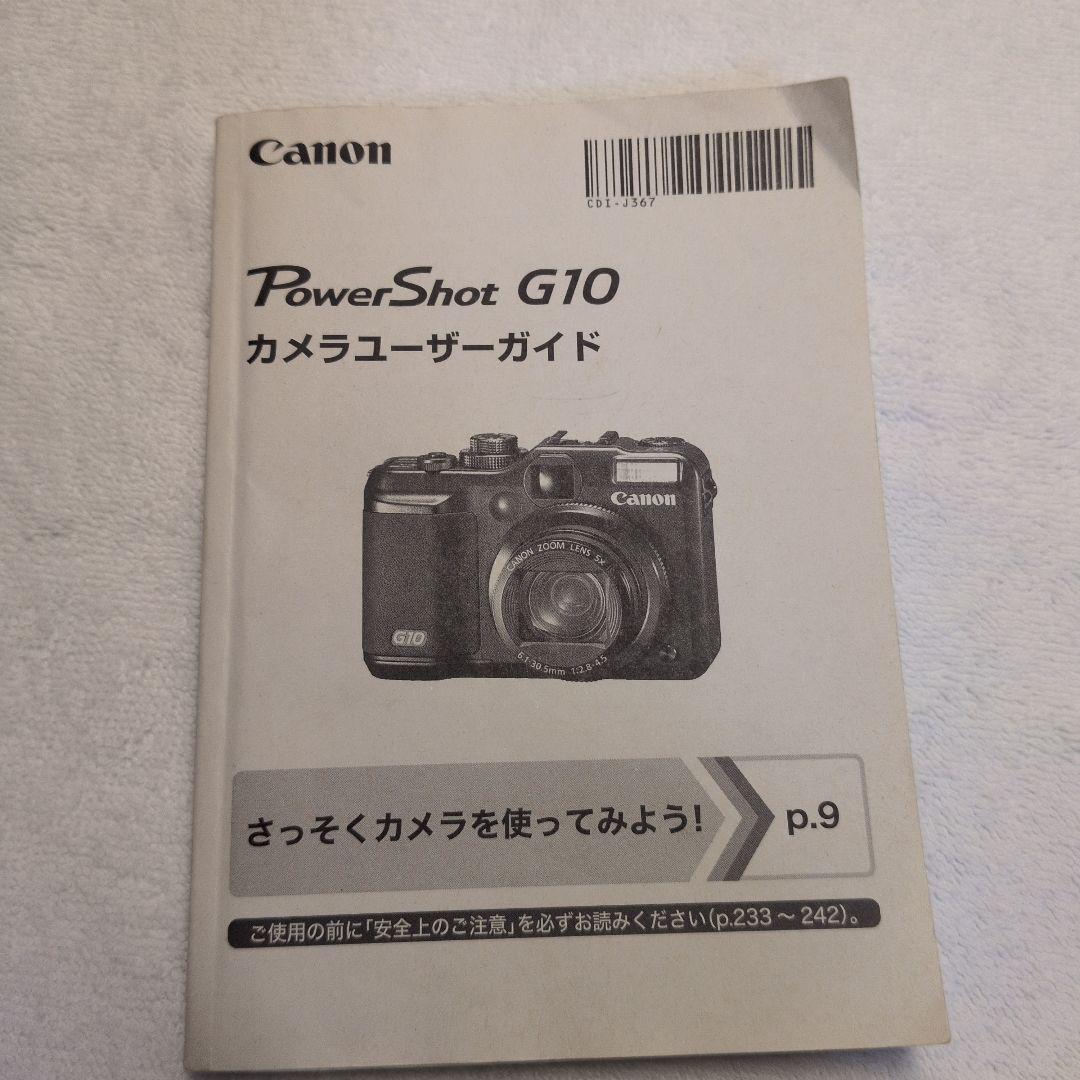 Canon
CDI-J367
PowerShot G10
カメラユーザーガイド
Canon
CANON ZOOM LENS 5x
G10
6.1-30.5mm 1:2.8-4.5
さっそくカメラを使ってみよう!
p.9
ご使用の前に「安全上のご注意」を必ずお読みください(p.233 ～ 242)。